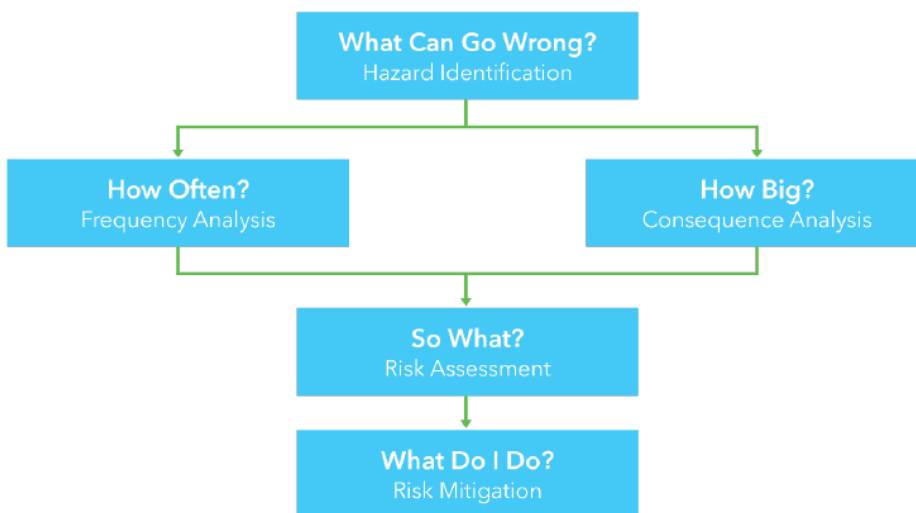 What Can Go Wrong?
Hazard Identification
How Often?
Frequency Analysis
How Big?
Consequence Analysis
So What?
Risk Assessment
What Do I Do?
Risk Mitigation